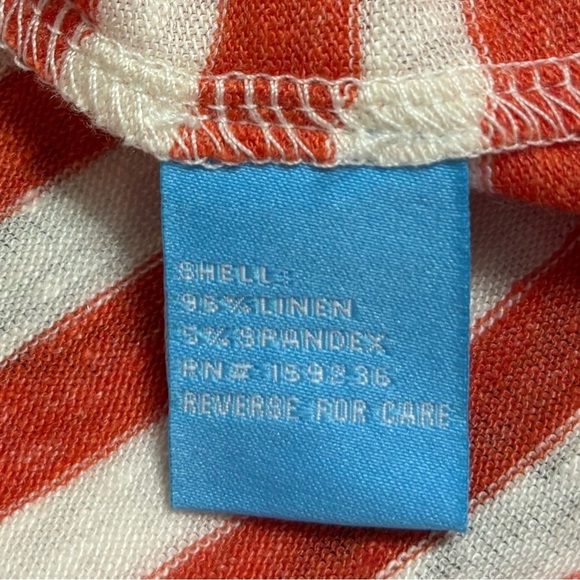 SHELL:
95% LINEN
5% SPANDEX
RN# 159236
REVERSE FOR CARE